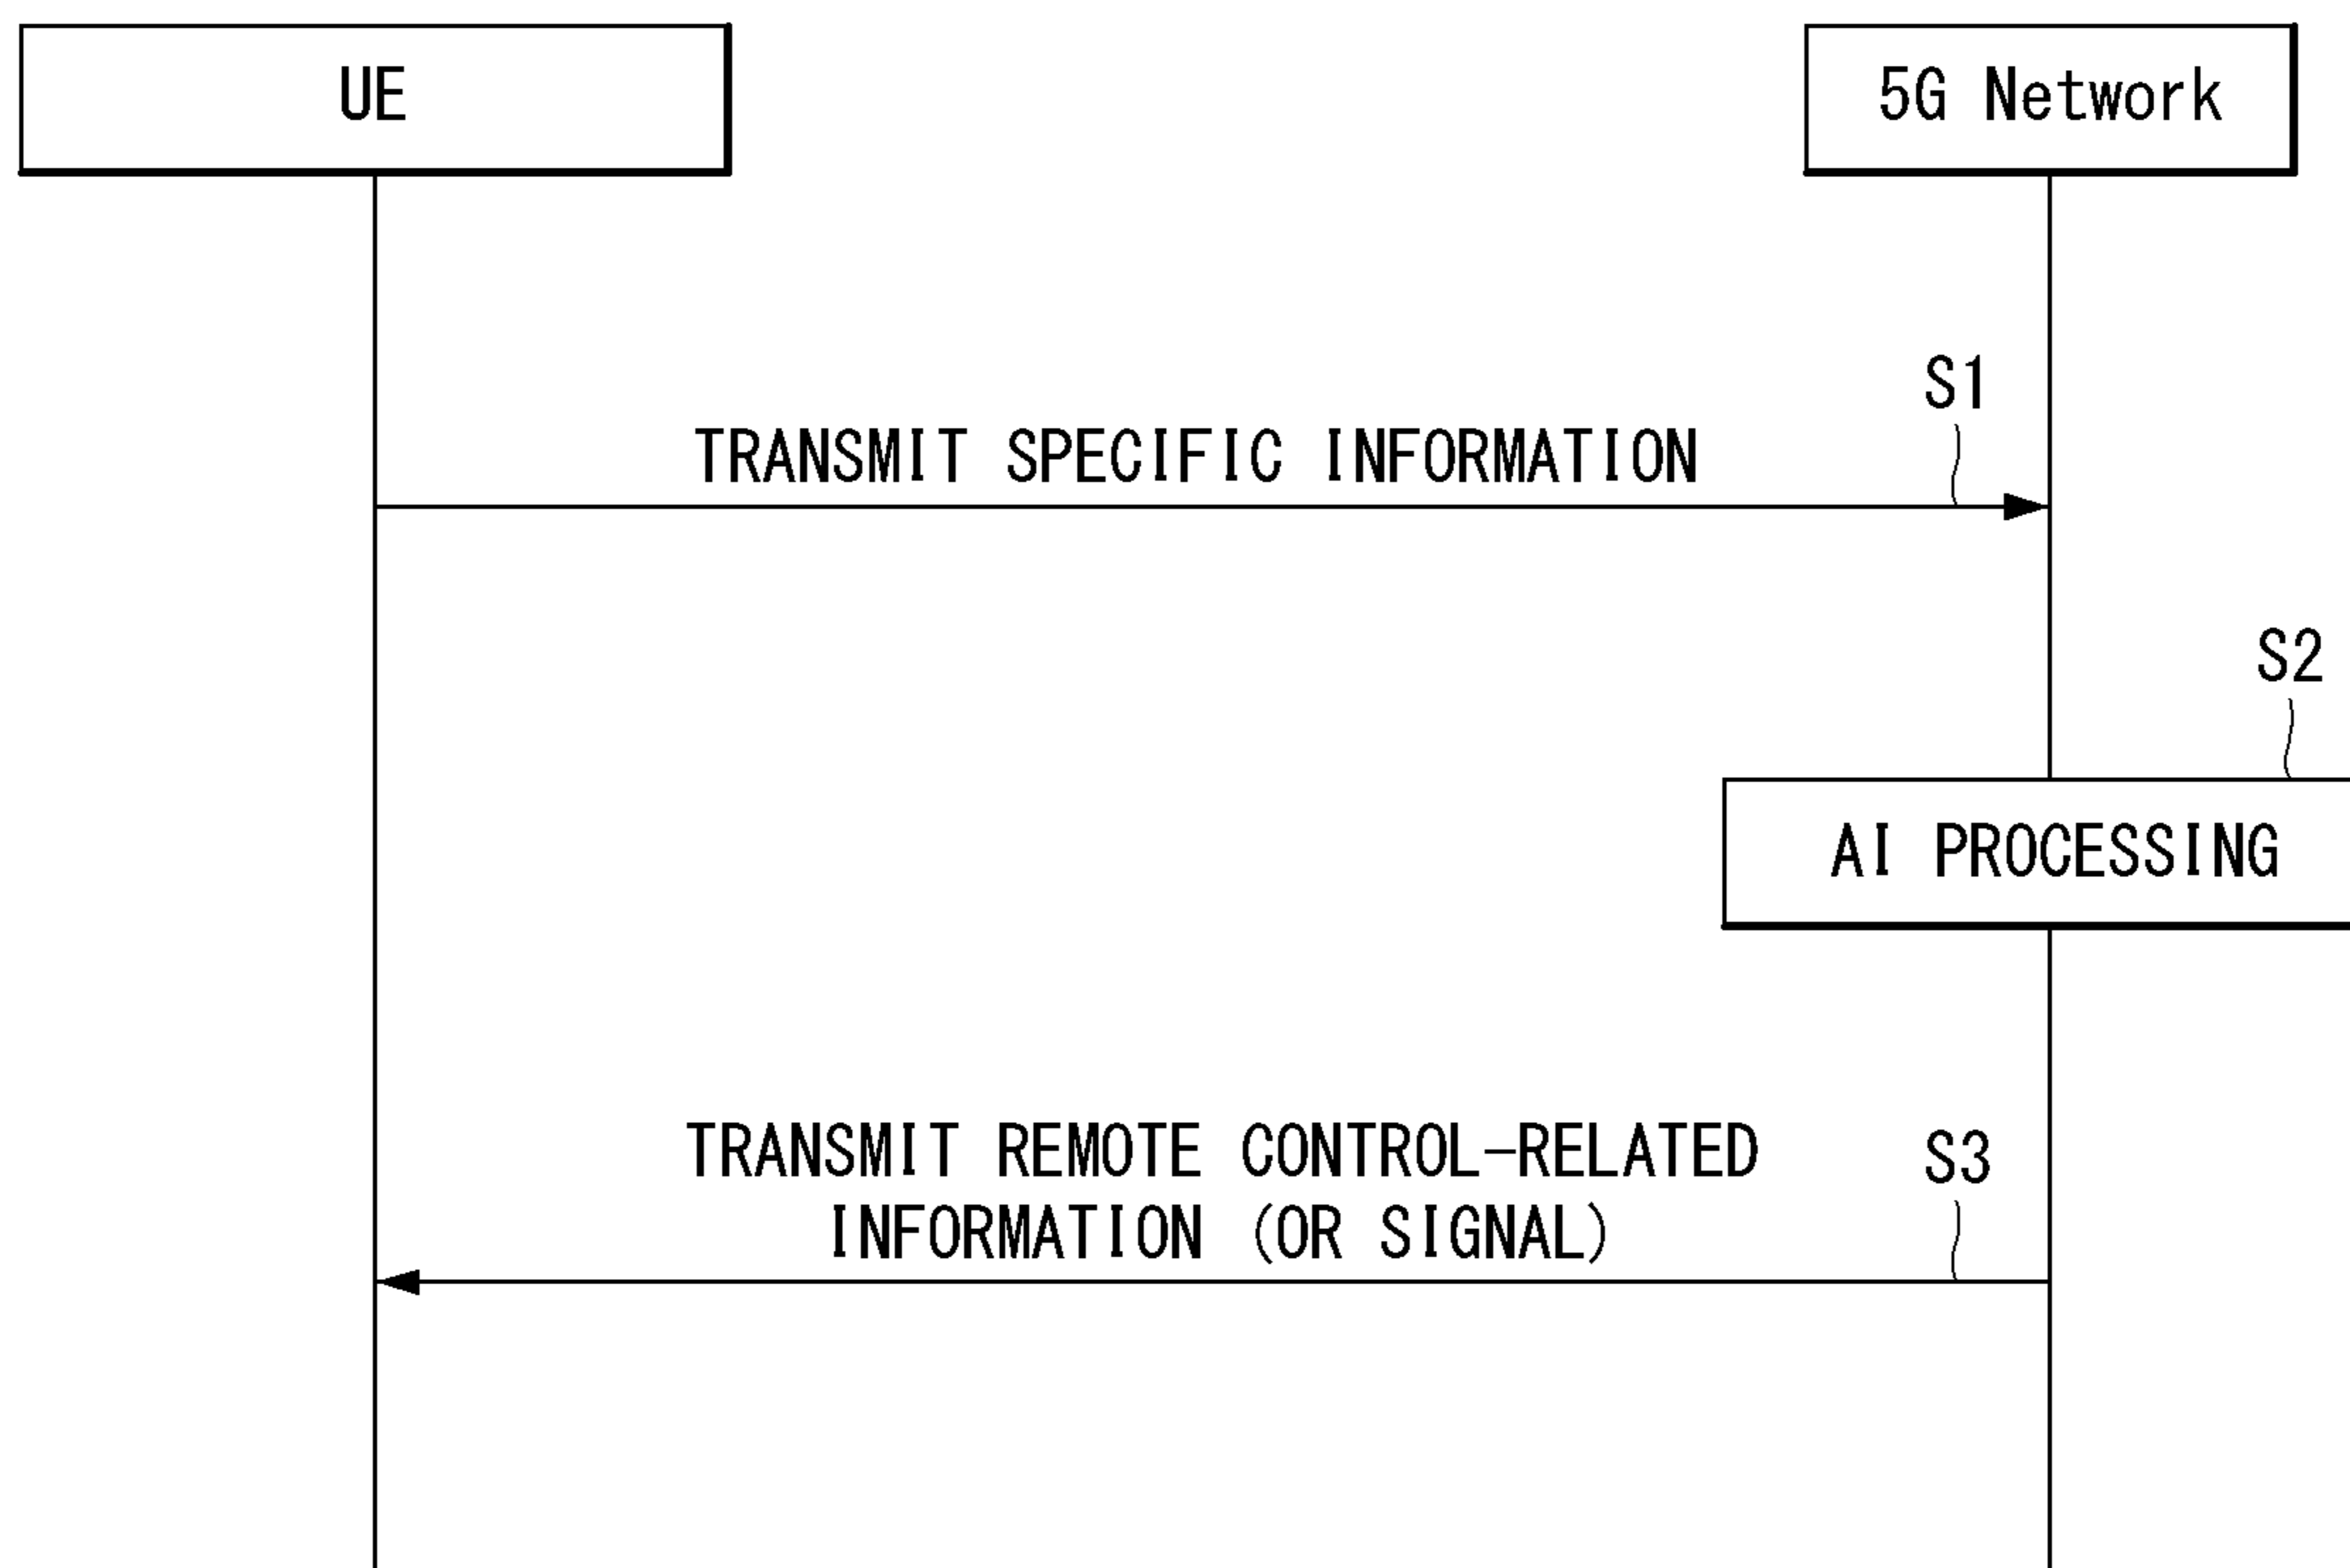 UE
5G Network
S1
TRANSMIT SPECIFIC INFORMATION
S2
AI PROCESSING
TRANSMIT REMOTE CONTROL-RELATED
S3
INFORMATION (OR SIGNAL)